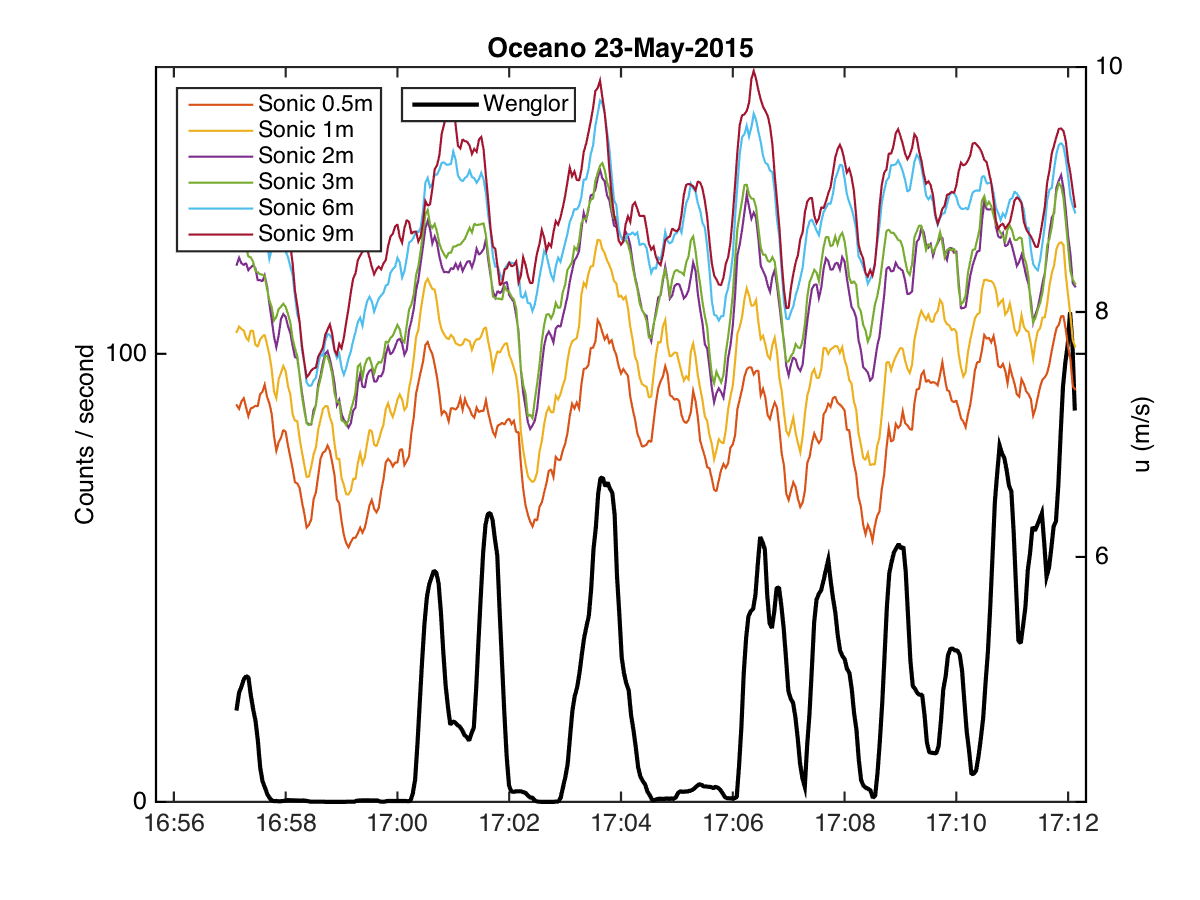 Oceano 23-May-2015
10
Sonic 0.5m
Wenglor
Sonic 1m
Sonic 2m
Sonic 3m
Sonic 6m
Sonic 9m
8
100
Counts / second
u (m/s)
6
0
16:56 16:58 17:00 17:02 17:04 17:06 17:08 17:10 17:12